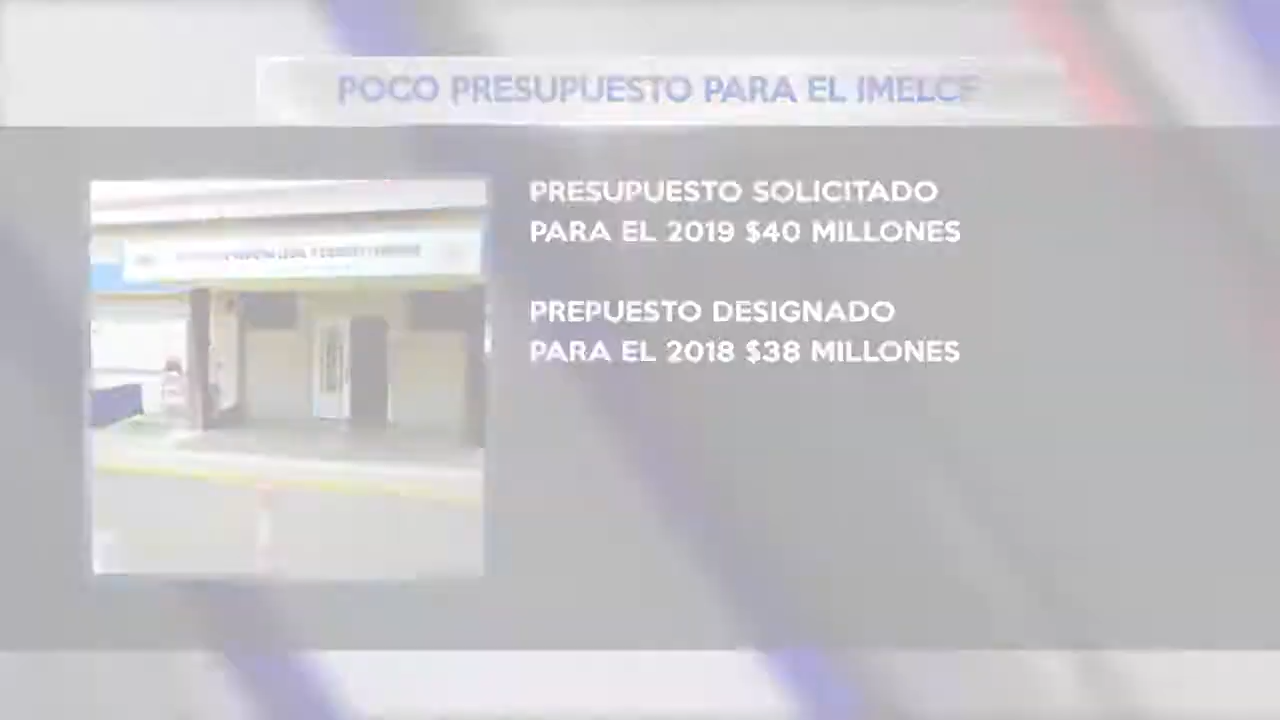 POCO PRESUPUESTO PARA EL IMELCF
PRESUPUESTO SOLICITADO
PARA EL 2019 $40 MILLONES
PREPUESTO DESIGNADO
PARA EL 2018 $38 MILLONES